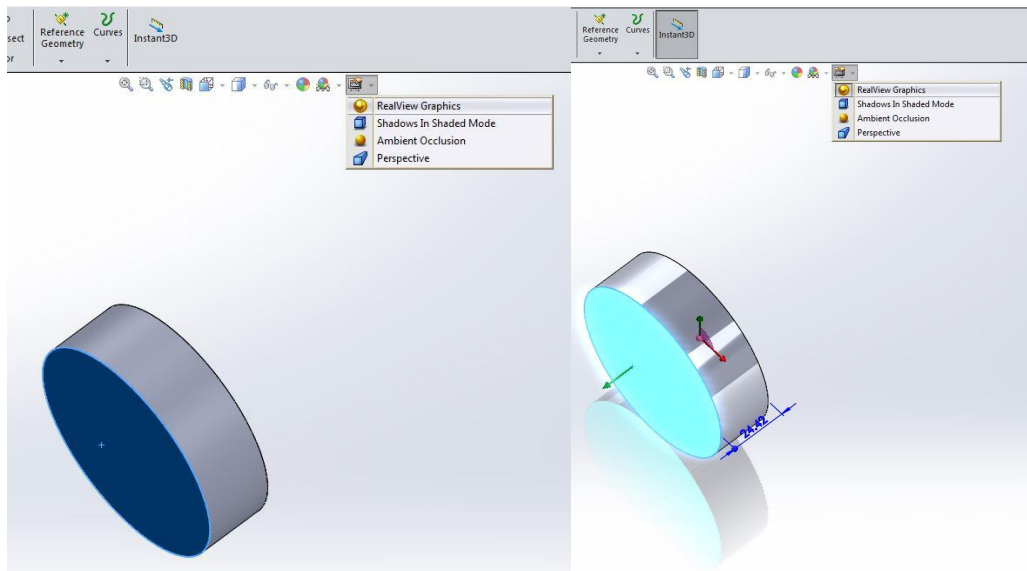 sect
or
Reference
Geometry
Curves
Instant3D
RealView Graphics
Shadows In Shaded Mode
Ambient Occlusion
Perspective
Reference
Geometry
Curves
Instant3D
RealView Graphics
Shadows In Shaded Mode
Ambient Occlusion
Perspective
24.42